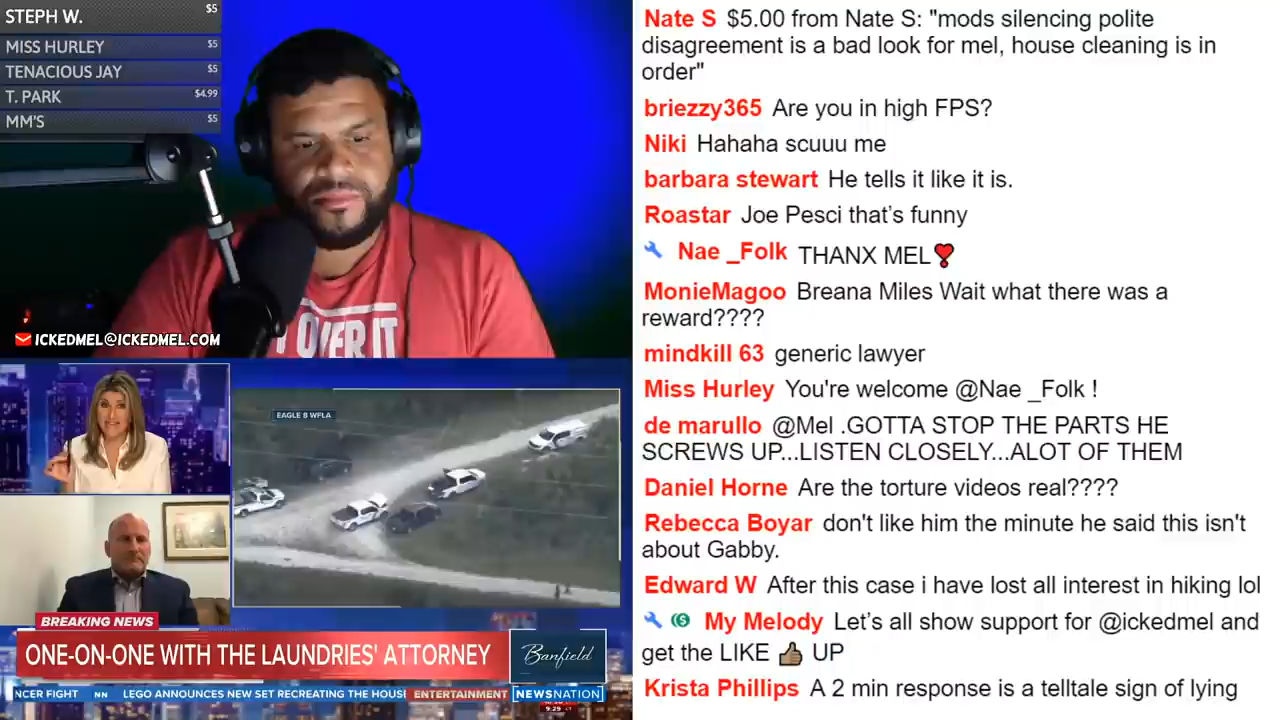 STEPH W. $5
MISS HURLEY $5
TENACIOUS JAY $5
T. PARK $4.99
MM'S $5
OVER IT
ICKEDMEL@ICKEDMEL.COM
EAGLE 8 WFLA
BREAKING NEWS
ONE-ON-ONE WITH THE LAUNDRIES' ATTORNEY
Banfield
NCER FIGHT NN LEGO ANNOUNCES NEW SET RECREATING THE HOUSE ENTERTAINMENT NEWSNATION
9:29
Nate S $5.00 from Nate S: "mods silencing polite
disagreement is a bad look for mel, house cleaning is in
order"
briezzy365 Are you in high FPS?
Niki Hahaha scuuu me
barbara stewart He tells it like it is.
Roastar Joe Pesci that’s funny
Nae _Folk THANX MEL❣️
MonieMagoo Breana Miles Wait what there was a
reward????
mindkill 63 generic lawyer
Miss Hurley You're welcome @Nae _Folk !
de marullo @Mel .GOTTA STOP THE PARTS HE
SCREWS UP...LISTEN CLOSELY...ALOT OF THEM
Daniel Horne Are the torture videos real????
Rebecca Boyar don't like him the minute he said this isn't
about Gabby.
Edward W After this case i have lost all interest in hiking lol
My Melody Let’s all show support for @ickedmel and
get the LIKE 👍🏾 UP
Krista Phillips A 2 min response is a telltale sign of lying